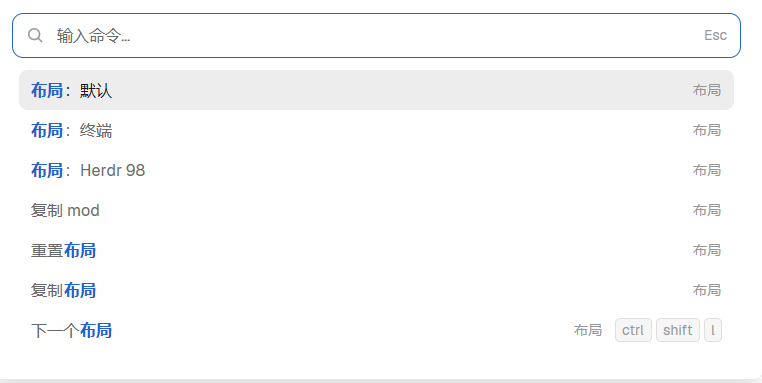 输入命令... Esc
布局：默认 布局
布局：终端 布局
布局：Herdr 98 布局
复制 mod 布局
重置布局 布局
复制布局 布局
下一个布局 布局 ctrl shift l